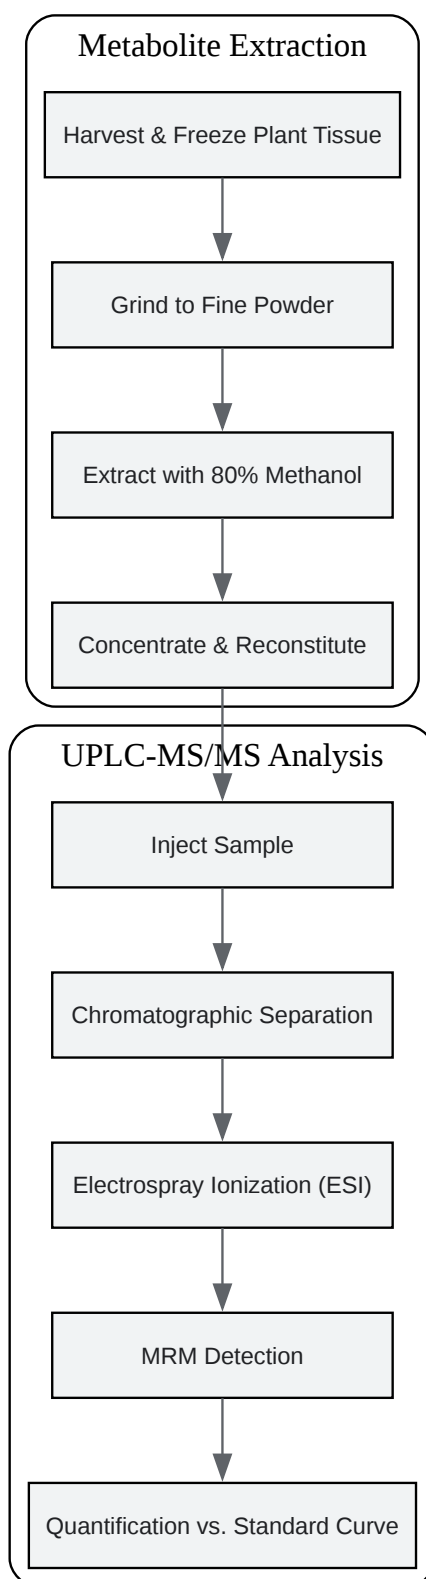 Metabolite Extraction
Harvest & Freeze Plant Tissue
Grind to Fine Powder
Extract with 80% Methanol
Concentrate & Reconstitute
UPLC-MS/MS Analysis
Inject Sample
Chromatographic Separation
Electrospray Ionization (ESI)
MRM Detection
Quantification vs. Standard Curve